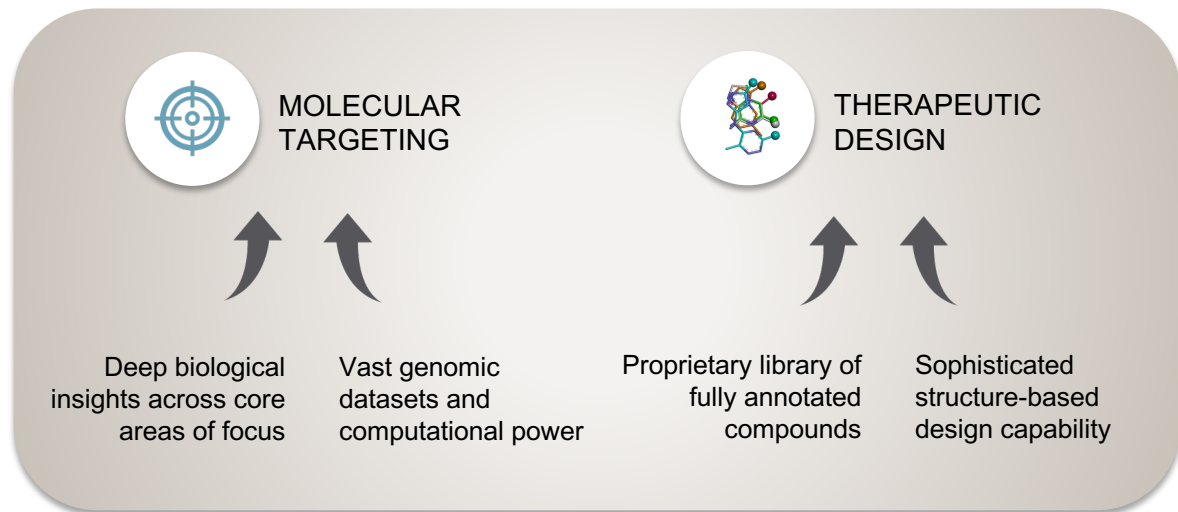 MOLECULAR
TARGETING
THERAPEUTIC
DESIGN
Deep biological
insights across core
areas of focus
Vast genomic
datasets and
computational power
Proprietary library of
fully annotated
compounds
Sophisticated
structure-based
design capability